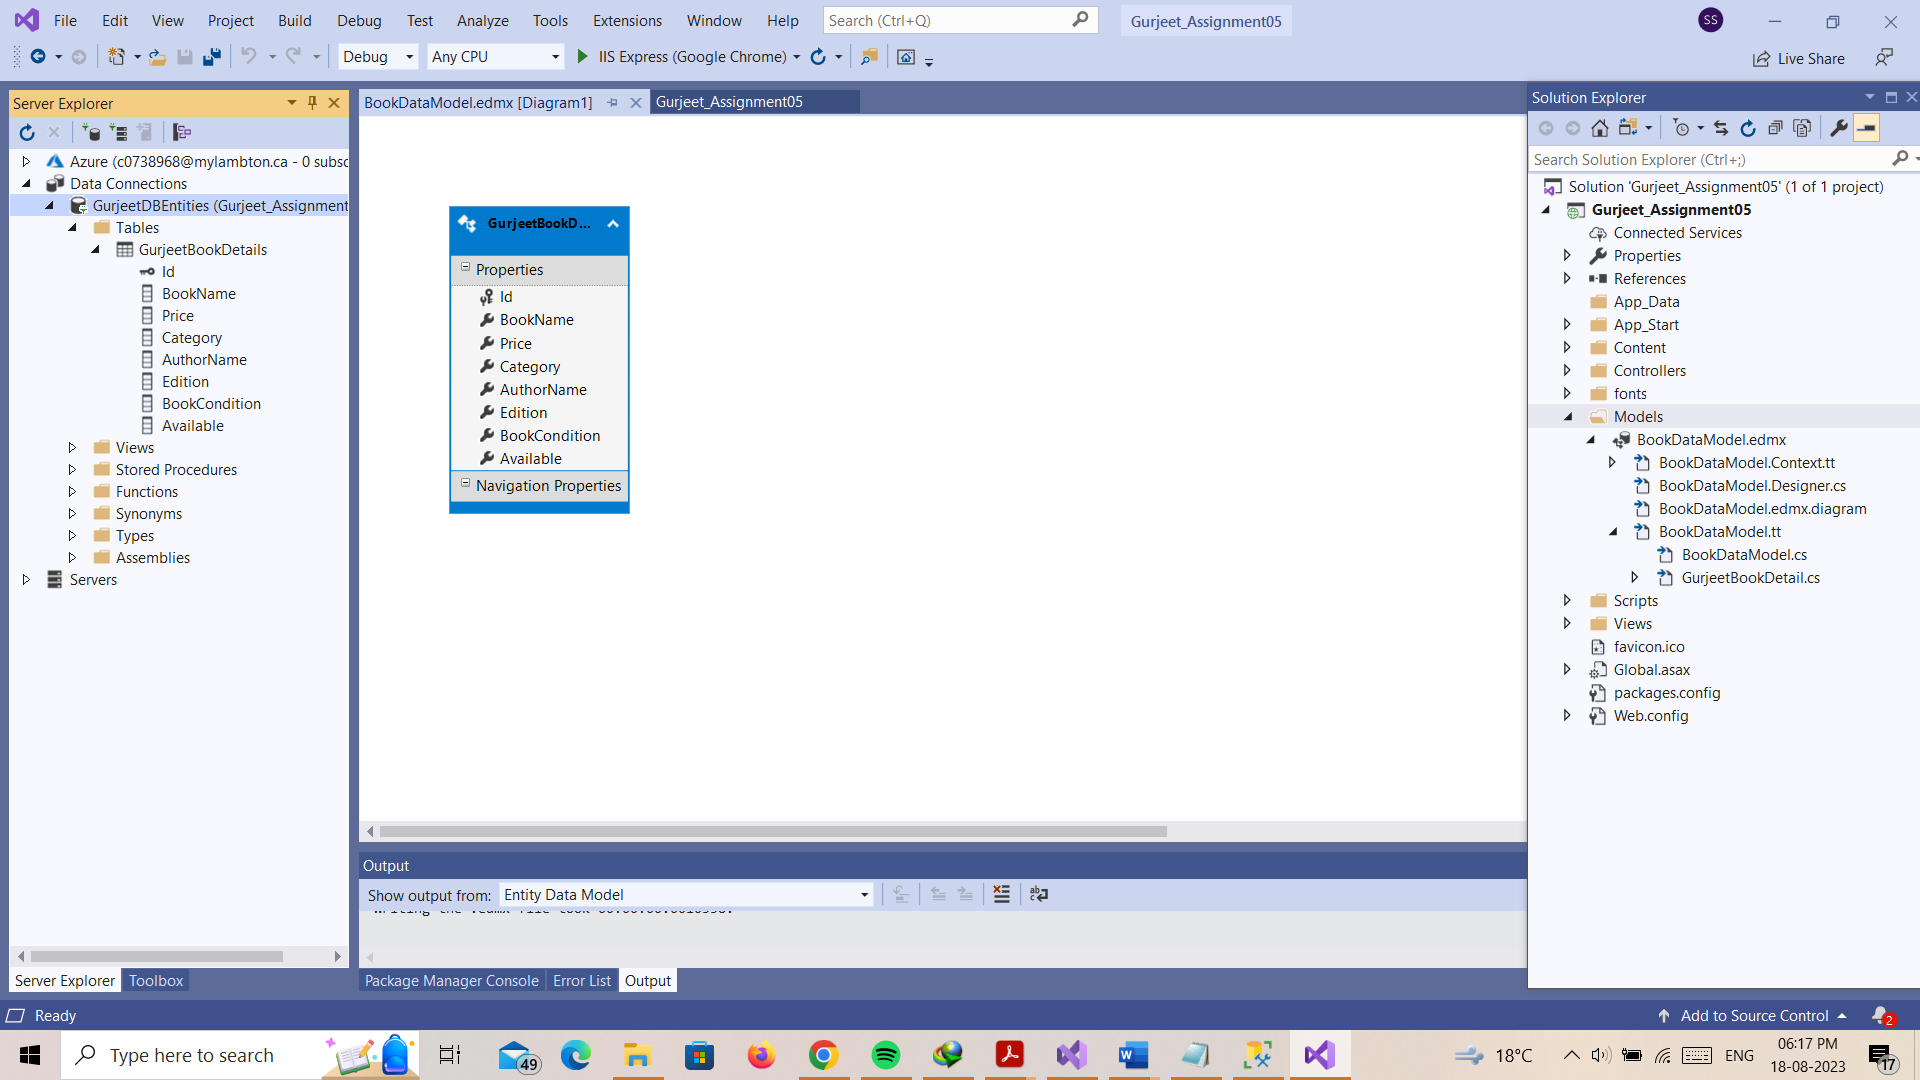 File Edit View Project Build Debug Test Analyze Tools Extensions Window Help Search (Ctrl+Q) Gurjeet_Assignment05 SS
Debug Any CPU IIS Express (Google Chrome) Live Share
Server Explorer
Azure (c0738968@mylambton.ca - 0 subsc
Data Connections
GurjeetDBEntities (Gurjeet_Assignment
Tables
GurjeetBookDetails
Id
BookName
Price
Category
AuthorName
Edition
BookCondition
Available
Views
Stored Procedures
Functions
Synonyms
Types
Assemblies
Servers
Server Explorer Toolbox
BookDataModel.edmx [Diagram1] Gurjeet_Assignment05
GurjeetBookD...
Properties
Id
BookName
Price
Category
AuthorName
Edition
BookCondition
Available
Navigation Properties
Output
Show output from: Entity Data Model
Package Manager Console Error List Output
Solution Explorer
Search Solution Explorer (Ctrl+;)
Solution 'Gurjeet_Assignment05' (1 of 1 project)
Gurjeet_Assignment05
Connected Services
Properties
References
App_Data
App_Start
Content
Controllers
fonts
Models
BookDataModel.edmx
BookDataModel.Context.tt
BookDataModel.Designer.cs
BookDataModel.edmx.diagram
BookDataModel.tt
BookDataModel.cs
GurjeetBookDetail.cs
Scripts
Views
favicon.ico
Global.asax
packages.config
Web.config
Ready Add to Source Control 2
Type here to search 49 18°C ENG 06:17 PM
18-08-2023 17